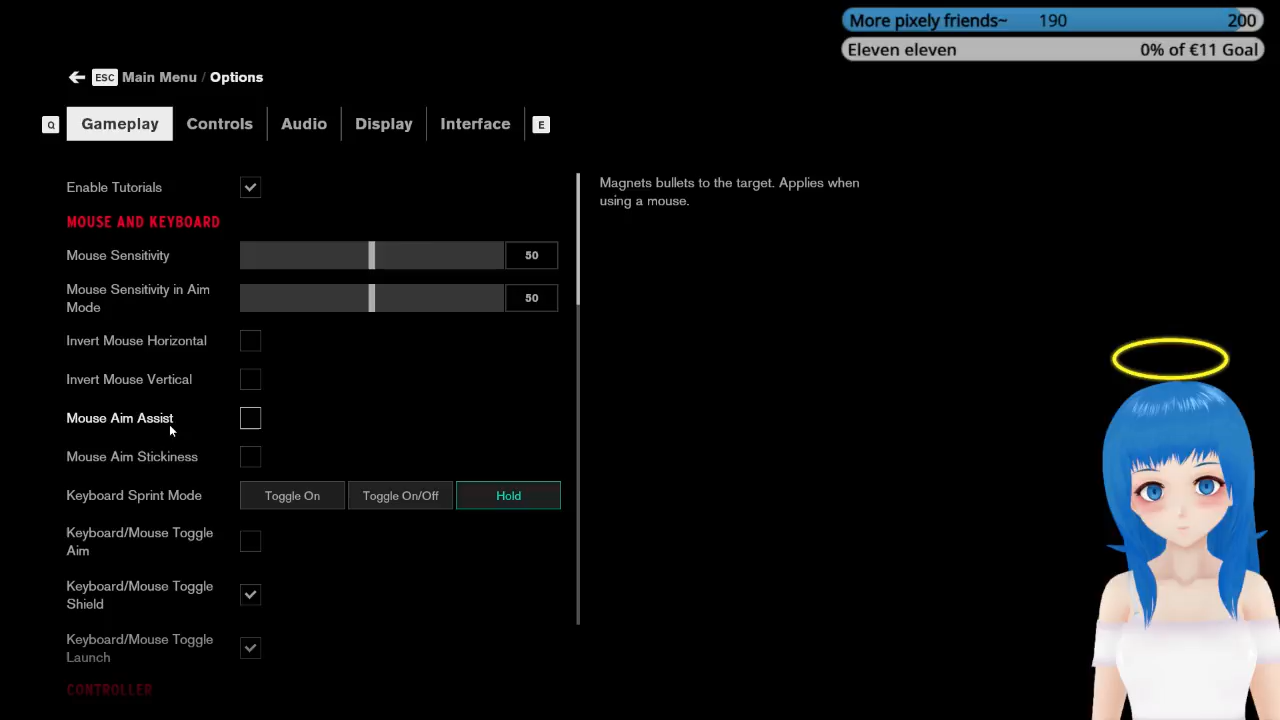 More pixely friends~ 190 200
Eleven eleven 0% of €11 Goal
ESC Main Menu / Options
Q Gameplay Controls Audio Display Interface E
Enable Tutorials
Magnets bullets to the target. Applies when
using a mouse.
MOUSE AND KEYBOARD
Mouse Sensitivity 50
Mouse Sensitivity in Aim
Mode 50
Invert Mouse Horizontal
Invert Mouse Vertical
Mouse Aim Assist
Mouse Aim Stickiness
Keyboard Sprint Mode Toggle On Toggle On/Off Hold
Keyboard/Mouse Toggle
Aim
Keyboard/Mouse Toggle
Shield
Keyboard/Mouse Toggle
Launch
CONTROLLER